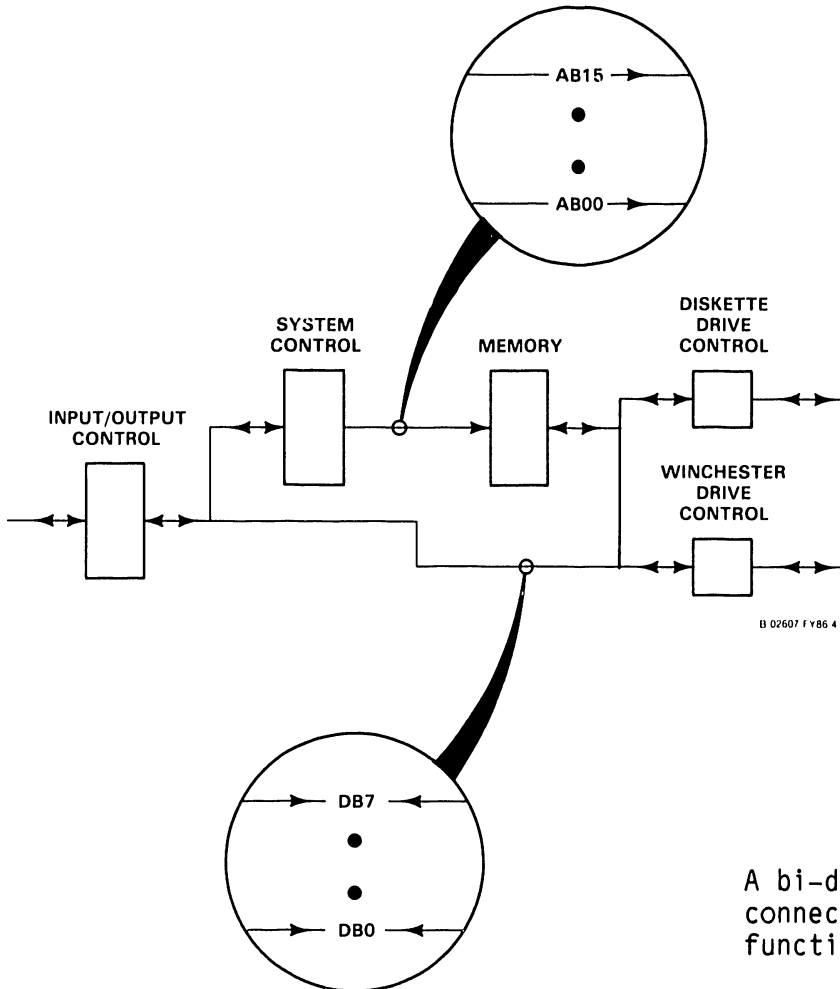 AB15
AB00
SYSTEM
CONTROL
MEMORY
DISKETTE
DRIVE
CONTROL
INPUT/OUTPUT
CONTROL
WINCHESTER
DRIVE
CONTROL
B 02607 FY86 4
DB7
DB0
A bi-d
connec
functi